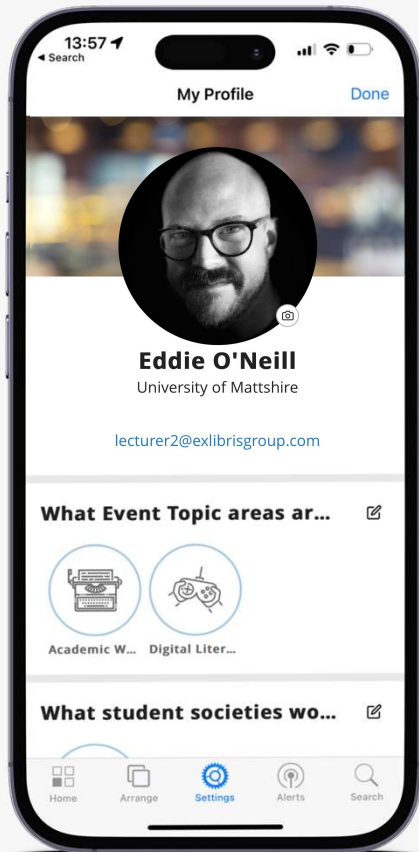 13:57
◄ Search
My Profile
Done
Eddie O'Neill
University of Mattshire
lecturer2@exlibrisgroup.com
What Event Topic areas ar...
Academic W...
Digital Liter...
What student societies wo...
Home
Arrange
Settings
Alerts
Search